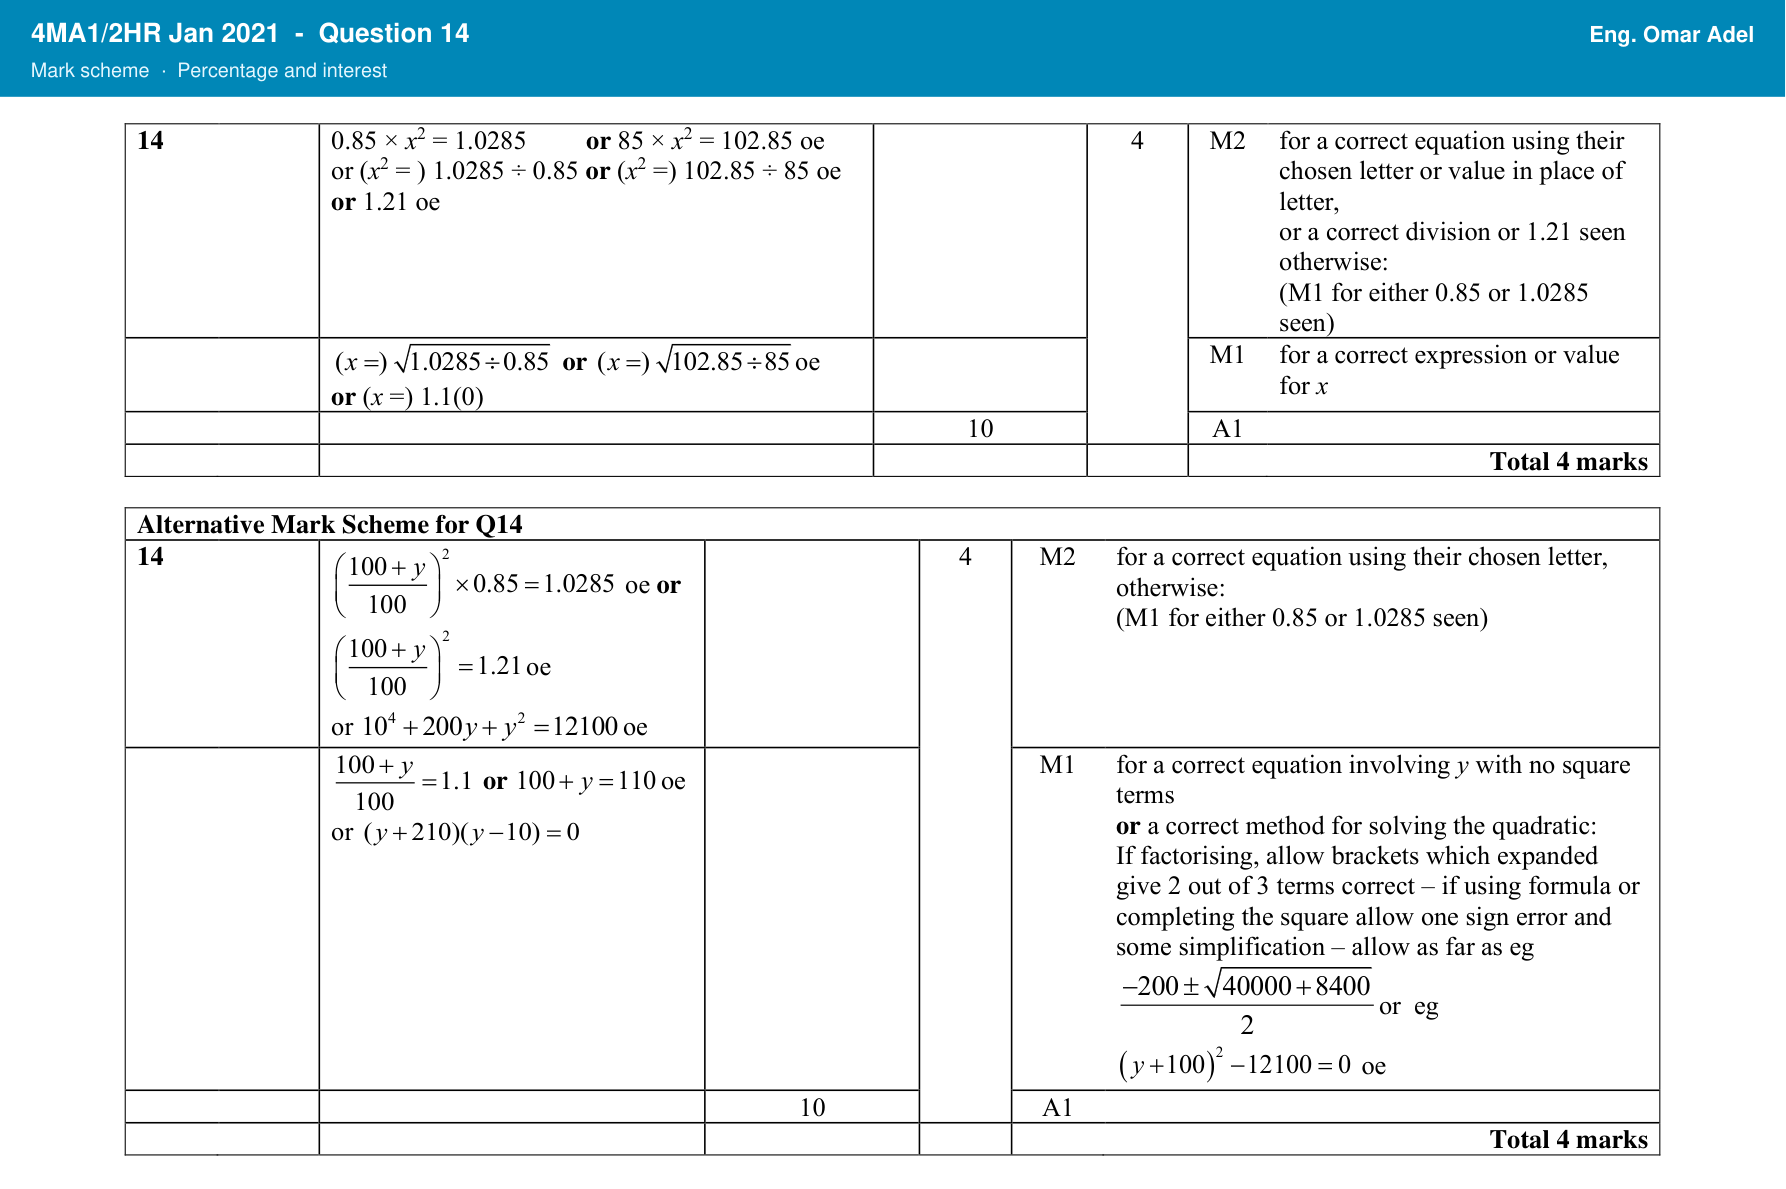 4MA1/2HR Jan 2021 - Question 14
Eng. Omar Adel
Mark scheme · Percentage and interest
14
0.85 × x² = 1.0285 or 85 × x² = 102.85 oe
or (x² = ) 1.0285 ÷ 0.85 or (x² =) 102.85 ÷ 85 oe
or 1.21 oe
4
M2
for a correct equation using their
chosen letter or value in place of
letter,
or a correct division or 1.21 seen
otherwise:
(M1 for either 0.85 or 1.0285
seen)
(x =) √(1.0285 ÷ 0.85) or (x =) √(102.85 ÷ 85) oe
or (x =) 1.1(0)
M1
for a correct expression or value
for x
10
A1
Total 4 marks
Alternative Mark Scheme for Q14
14
((100 + y)/100)² × 0.85 = 1.0285 oe or
((100 + y)/100)² = 1.21 oe
or 10⁴ + 200y + y² = 12100 oe
4
M2
for a correct equation using their chosen letter,
otherwise:
(M1 for either 0.85 or 1.0285 seen)
(100 + y)/100 = 1.1 or 100 + y = 110 oe
or (y + 210)(y − 10) = 0
M1
for a correct equation involving y with no square
terms
or a correct method for solving the quadratic:
If factorising, allow brackets which expanded
give 2 out of 3 terms correct – if using formula or
completing the square allow one sign error and
some simplification – allow as far as eg
(−200 ± √(40000 + 8400))/2 or eg
(y + 100)² − 12100 = 0 oe
10
A1
Total 4 marks